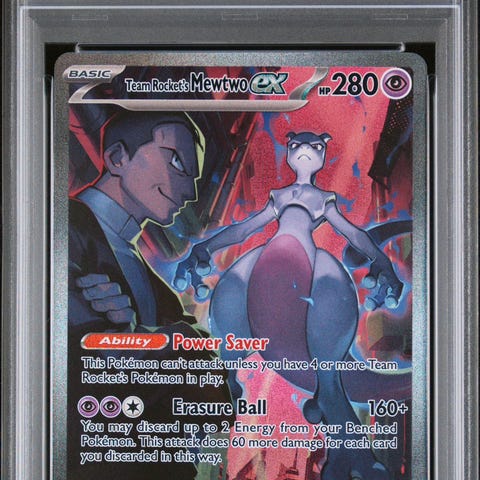 BASIC
Team Rocket's Mewtwo ex HP 280
Ability Power Saver
This Pokémon can't attack unless you have 4 or more Team
Rocket's Pokémon in play.
Erasure Ball 160+
You may discard up to 2 Energy from your Benched
Pokémon. This attack does 60 more damage for each card
you discarded in this way.